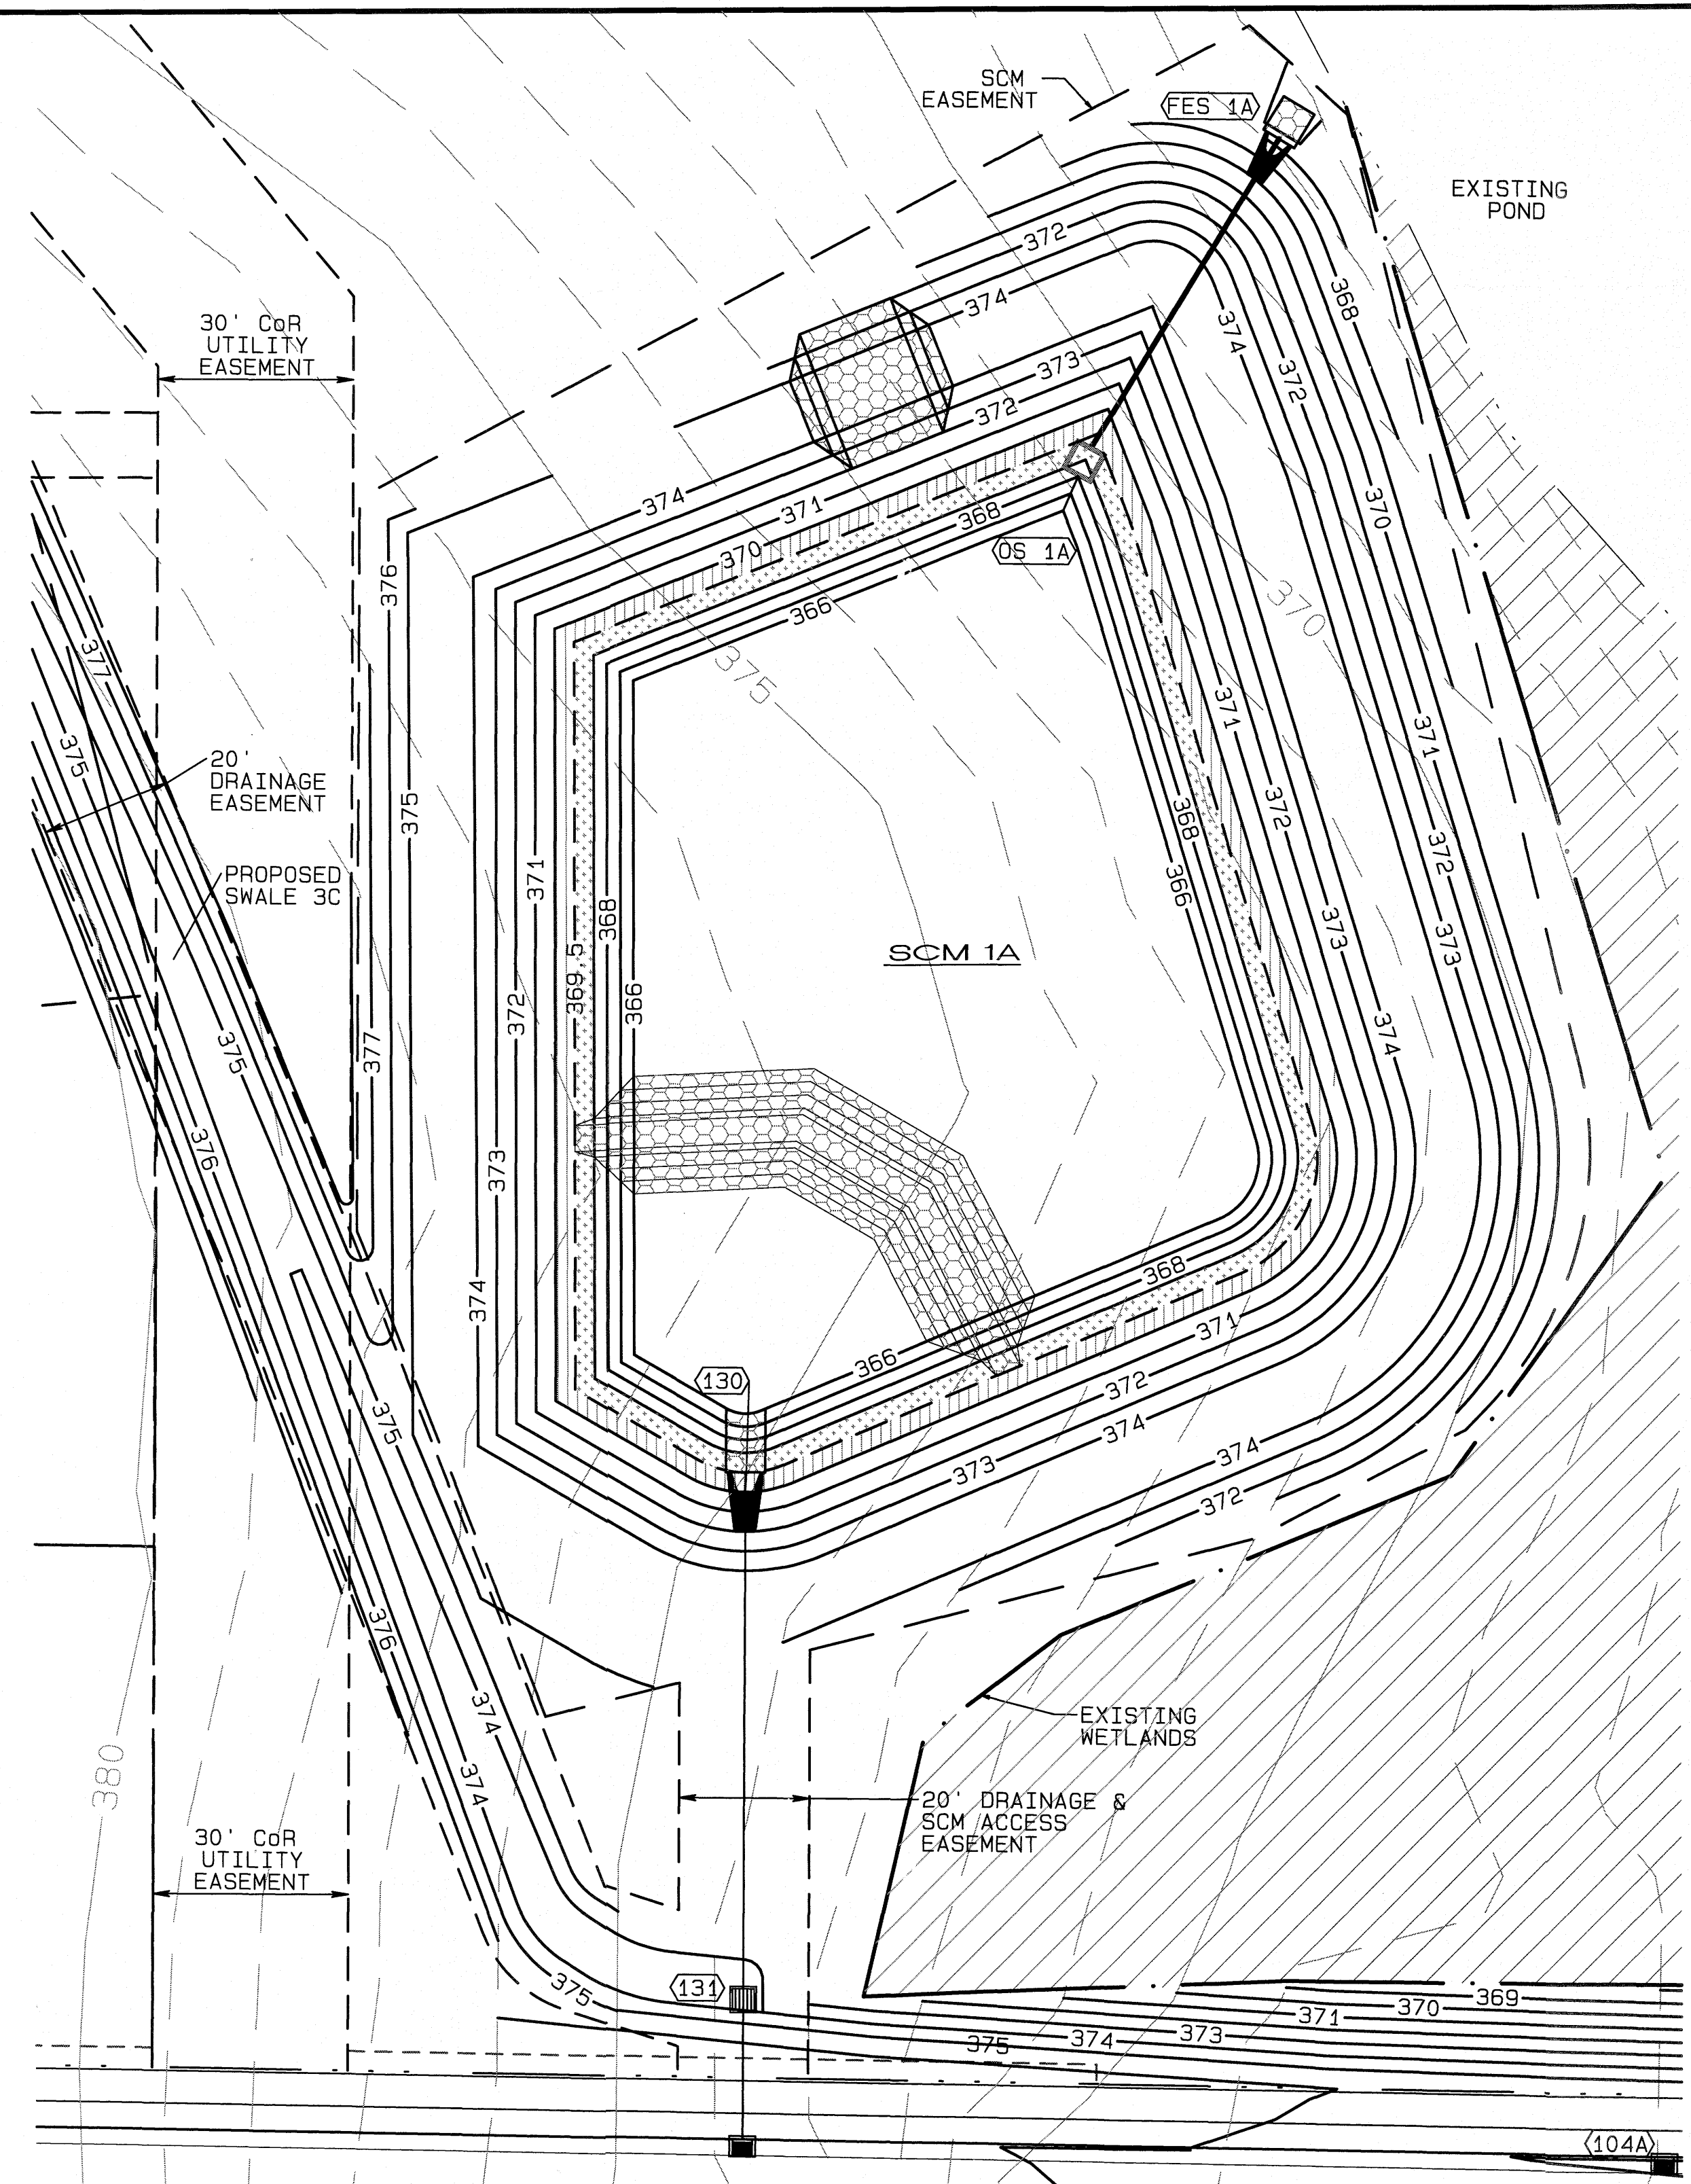 SCM
EASEMENT
FES 1A
EXISTING
POND
372
374
368
374
372
373
372
30' CoR
UTILITY
EASEMENT
374
371
368
370
370
OS 1A
376
366
370
377
375
371
371
375
20'
DRAINAGE
EASEMENT
375
372
368
372
371
366
PROPOSED
SWALE 3C
368
373
373
SCM 1A
369.5
372
366
375
377
374
376
373
368
374
371
366
130
372
375
374
374
373
372
376
374
EXISTING
WETLANDS
380
374
20' DRAINAGE &
SCM ACCESS
EASEMENT
30' CoR
UTILITY
EASEMENT
131
375
369
370
371
373
374
375
104A